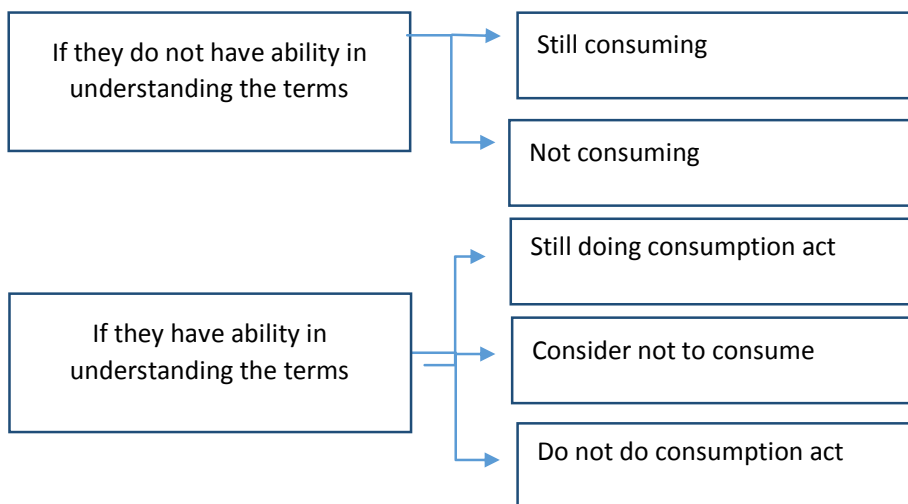 If they do not have ability in
understanding the terms
Still consuming
Not consuming
If they have ability in
understanding the terms
Still doing consumption act
Consider not to consume
Do not do consumption act